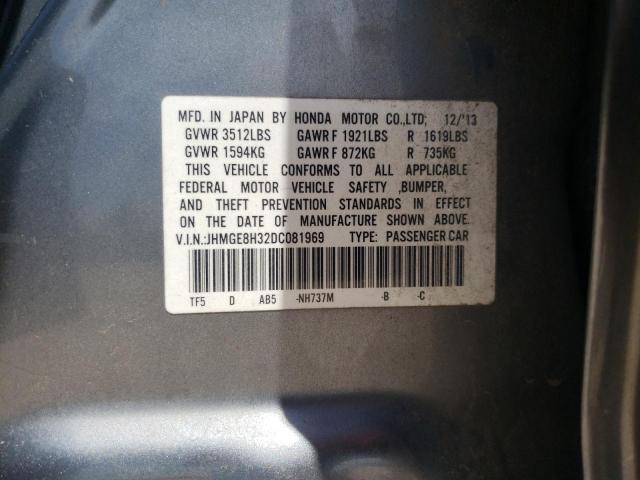 MFD. IN JAPAN BY HONDA MOTOR CO.,LTD; 12/'13
GVWR 3512LBS GAWR F 1921LBS R 1619LBS
GVWR 1594KG GAWR F 872KG R 735KG
THIS VEHICLE CONFORMS TO ALL APPLICABLE
FEDERAL MOTOR VEHICLE SAFETY ,BUMPER,
AND THEFT PREVENTION STANDARDS IN EFFECT
ON THE DATE OF MANUFACTURE SHOWN ABOVE.
V.I.N.:JHMGE8H32DC081969 TYPE: PASSENGER CAR
TF5 D AB5 -NH737M -B -C